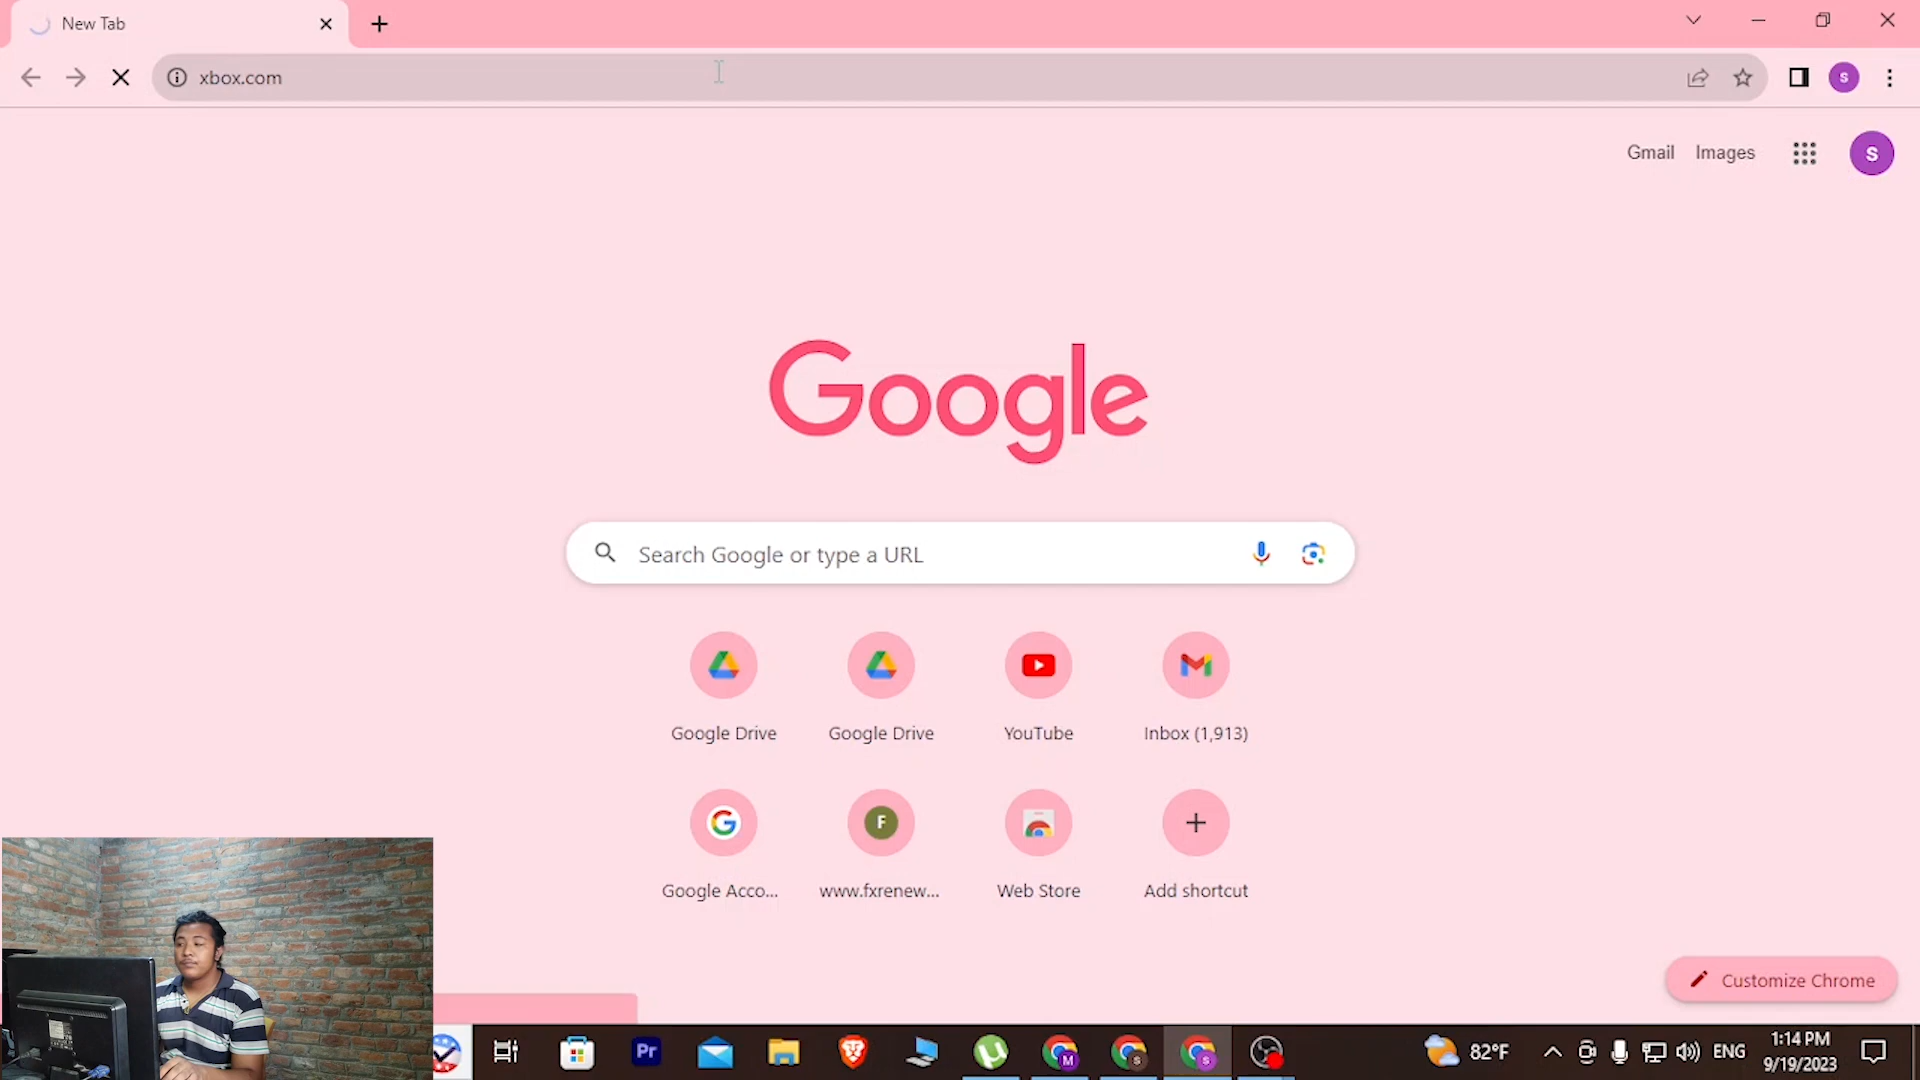 New Tab
xbox.com
S
Gmail
Images
S
Google
Search Google or type a URL
Google Drive
Google Drive
YouTube
Inbox (1,913)
G
F
Google Acco...
www.fxrenew...
Web Store
Add shortcut
Customize Chrome
Pr
M
S
S
82°F
ENG
1:14 PM
9/19/2023